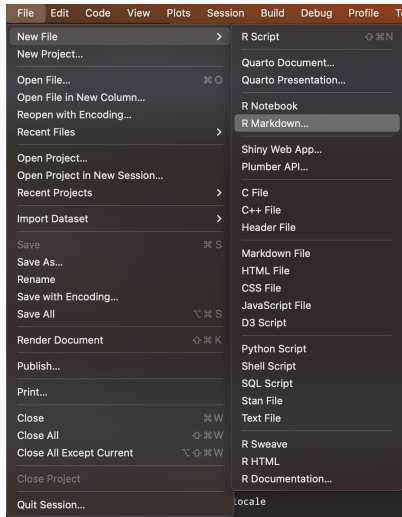 File Edit Code View Plots Session Build Debug Profile
New File >
New Project...
Open File... ⌘ O
Open File in New Column...
Reopen with Encoding...
Recent Files >
Open Project...
Open Project in New Session...
Recent Projects >
Import Dataset >
Save ⌘ S
Save As...
Rename
Save with Encoding...
Save All ⌥ ⌘ S
Render Document ⇧ ⌘ K
Publish...
Print...
Close ⌘ W
Close All ⇧ ⌘ W
Close All Except Current ⌥ ⇧ ⌘ W
Close Project
Quit Session...
R Script ⇧ ⌘ N
Quarto Document...
Quarto Presentation...
R Notebook
R Markdown...
Shiny Web App...
Plumber API...
C File
C++ File
Header File
Markdown File
HTML File
CSS File
JavaScript File
D3 Script
Python Script
Shell Script
SQL Script
Stan File
Text File
R Sweave
R HTML
R Documentation...
locale